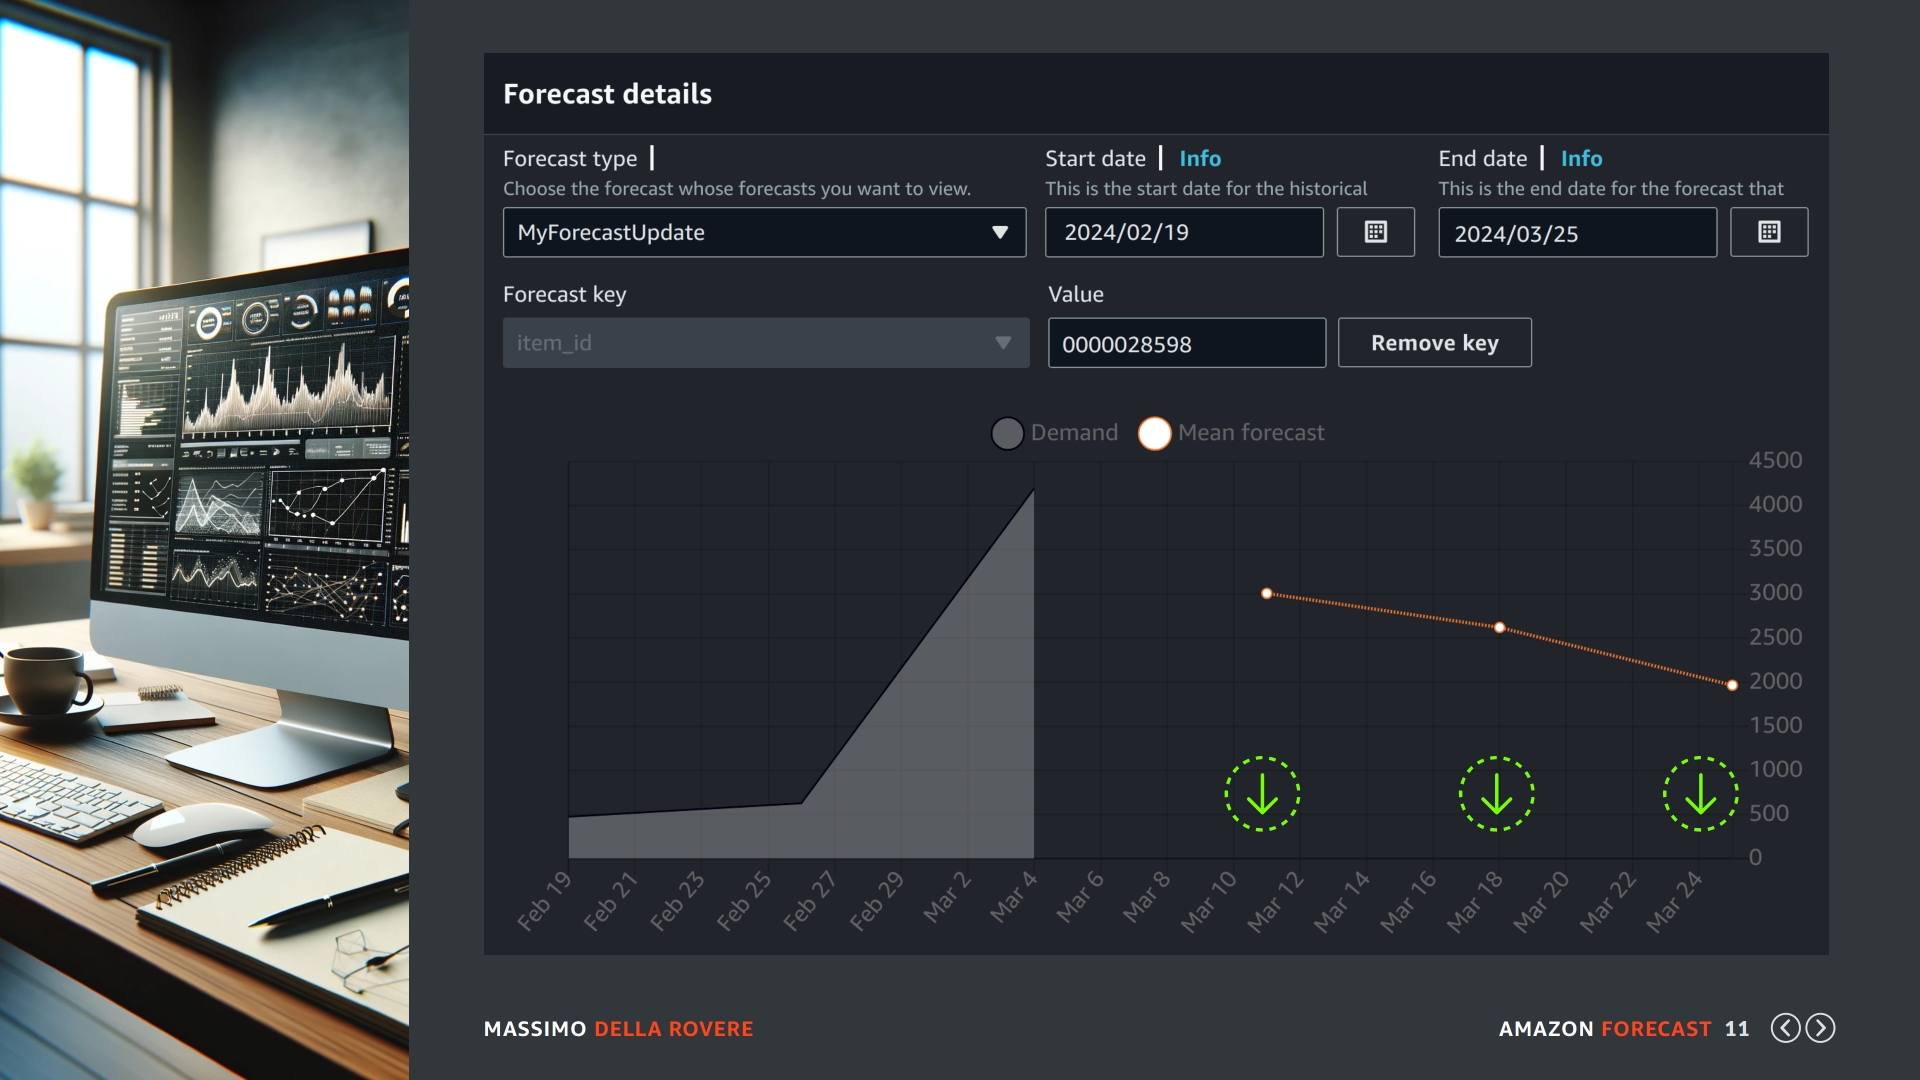 Forecast details
Forecast type |
Choose the forecast whose forecasts you want to view.
MyForecastUpdate
Start date | Info
This is the start date for the historical
2024/02/19
End date | Info
This is the end date for the forecast that
2024/03/25
Forecast key
item_id
Value
0000028598
Remove key
Demand
Mean forecast
4500
4000
3500
3000
2500
2000
1500
1000
500
0
Feb 19
Feb 21
Feb 23
Feb 25
Feb 27
Feb 29
Mar 2
Mar 4
Mar 6
Mar 8
Mar 10
Mar 12
Mar 14
Mar 16
Mar 18
Mar 20
Mar 22
Mar 24
MASSIMO DELLA ROVERE
AMAZON FORECAST 11